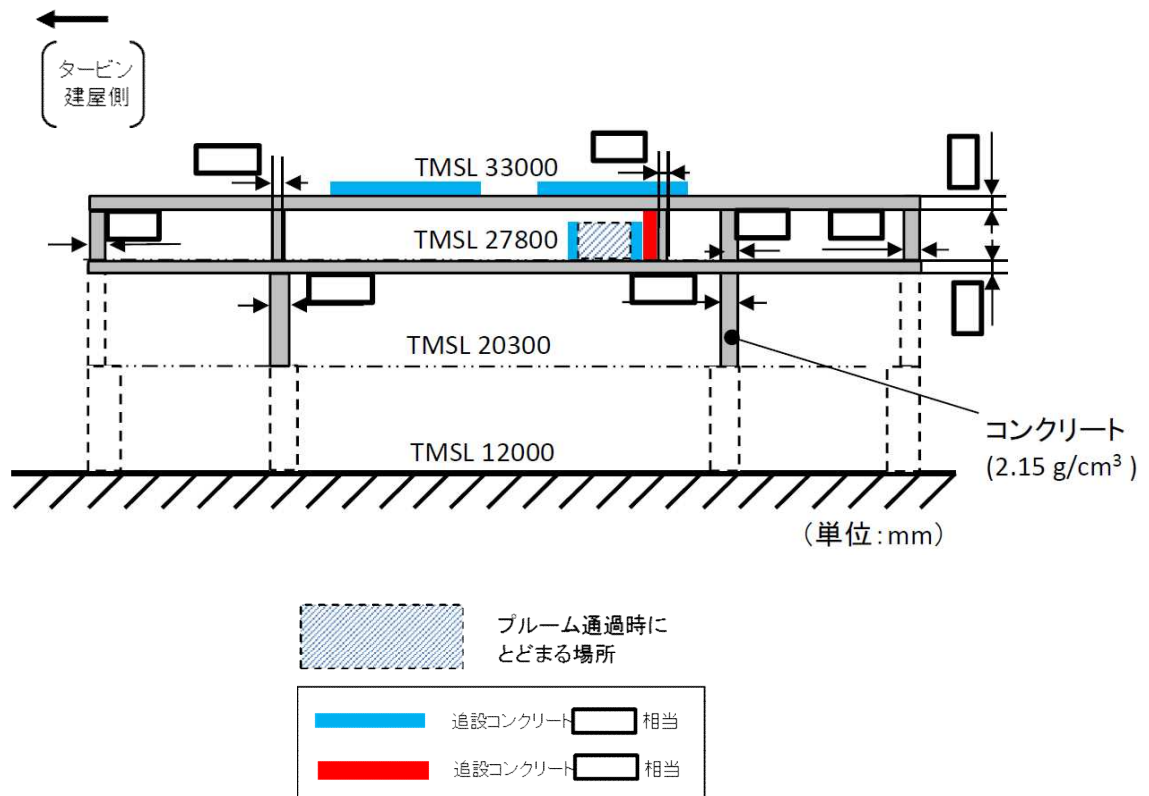 タービン
建屋側
TMSL 33000
TMSL 27800
TMSL 20300
TMSL 12000
コンクリート
(2.15 g/cm³ )
(単位:mm)
プルーム通過時に
とどまる場所
追設コンクリート 相当
追設コンクリート 相当